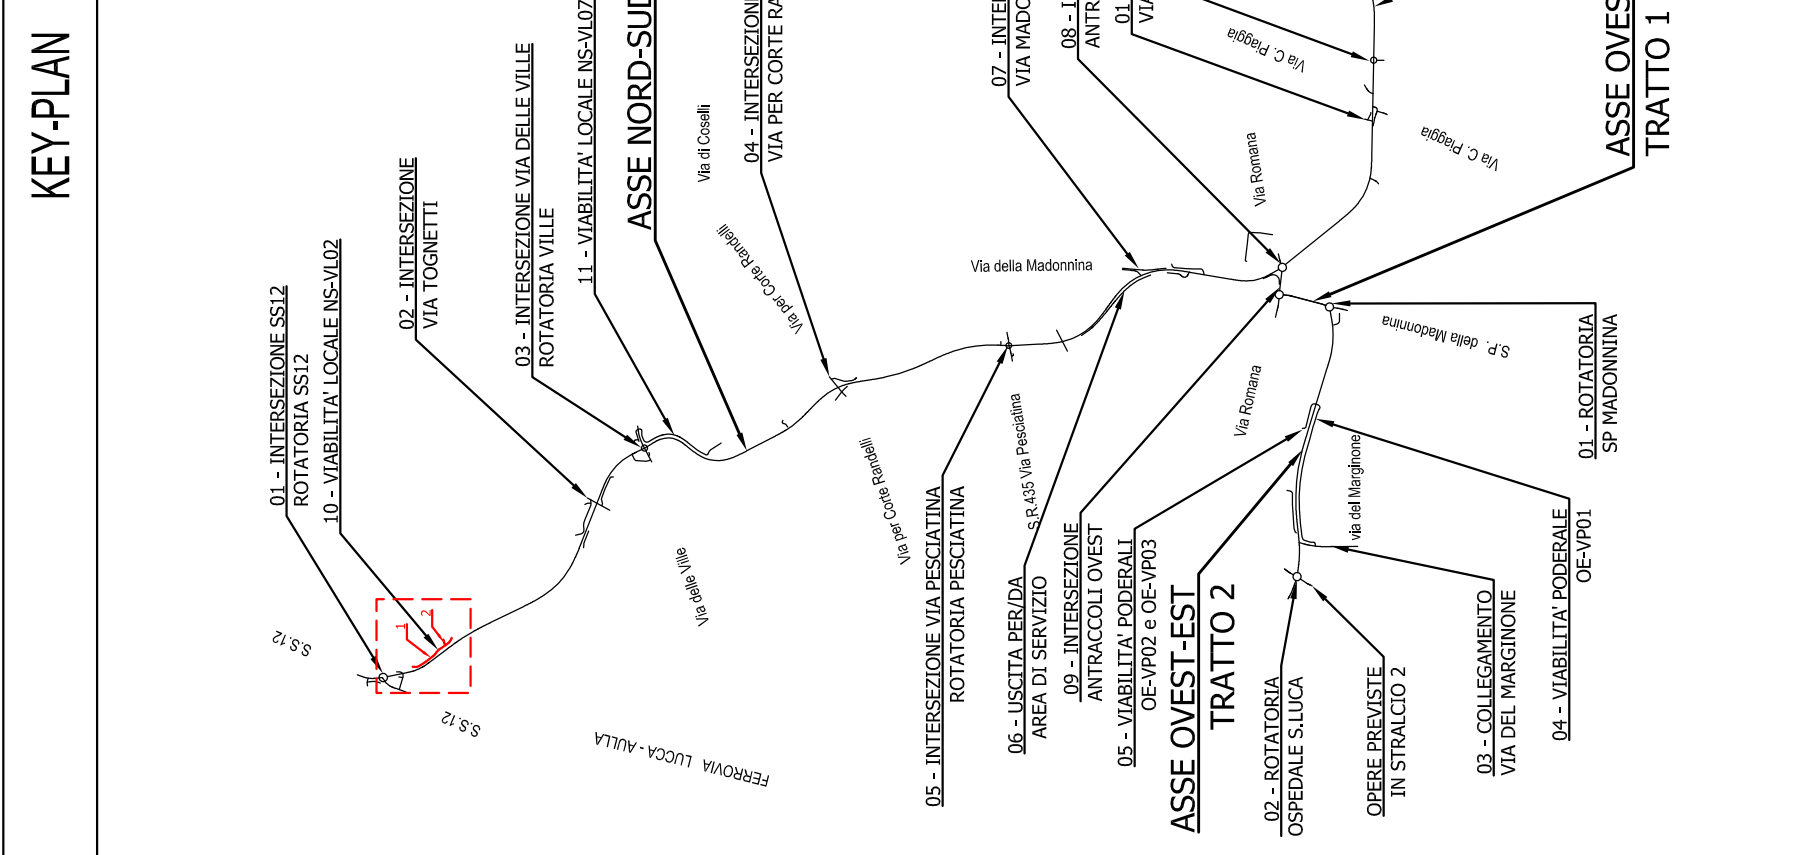 KEY-PLAN
01 - INTERSEZIONE SS12
ROTATORIA SS12
10 - VIABILITA' LOCALE NS-VL02
02 - INTERSEZIONE
VIA TOGNETTI
03 - INTERSEZIONE VIA DELLE VILLE
ROTATORIA VILLE
11 - VIABILITA' LOCALE NS-VL07
ASSE NORD-SUD
Via di Coselli
04 - INTERSEZIONE
VIA PER CORTE RA
Via per Corte Randelli
Via della Madonnina
07 - INTE
VIA MADO
08 - I
ANTR
01
VIA
Via C. Piaggia
Via C. Piaggia
Via Romana
ASSE OVES
TRATTO 1
S.P. della Madonnina
01 - ROTATORIA
SP MADONNINA
Via Romana
via del Marginone
S.R.435 Via Pesciatina
Via per Corte Randelli
Via delle Ville
S.S.12
1
2
S.S.12
FERROVIA LUCCA - AULLA
05 - INTERSEZIONE VIA PESCIATINA
ROTATORIA PESCIATINA
06 - USCITA PER/DA
AREA DI SERVIZIO
09 - INTERSEZIONE
ANTRACCOLI OVEST
05 - VIABILITA' PODERALI
OE-VP02 e OE-VP03
ASSE OVEST-EST
TRATTO 2
02 - ROTATORIA
OSPEDALE S.LUCA
OPERE PREVISTE
IN STRALCIO 2
03 - COLLEGAMENTO
VIA DEL MARGINONE
04 - VIABILITA' PODERALE
OE-VP01